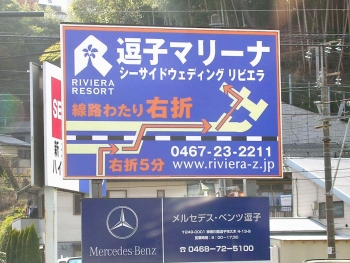 逗子マリーナ
シーサイドウェディング リビエラ
RIVIERA
RESORT
線路わたり右折
右折5分
0467-23-2211
www.riviera-z.jp
メルセデス・ベンツ逗子
Mercedes-Benz
☎ 0468-72-5100